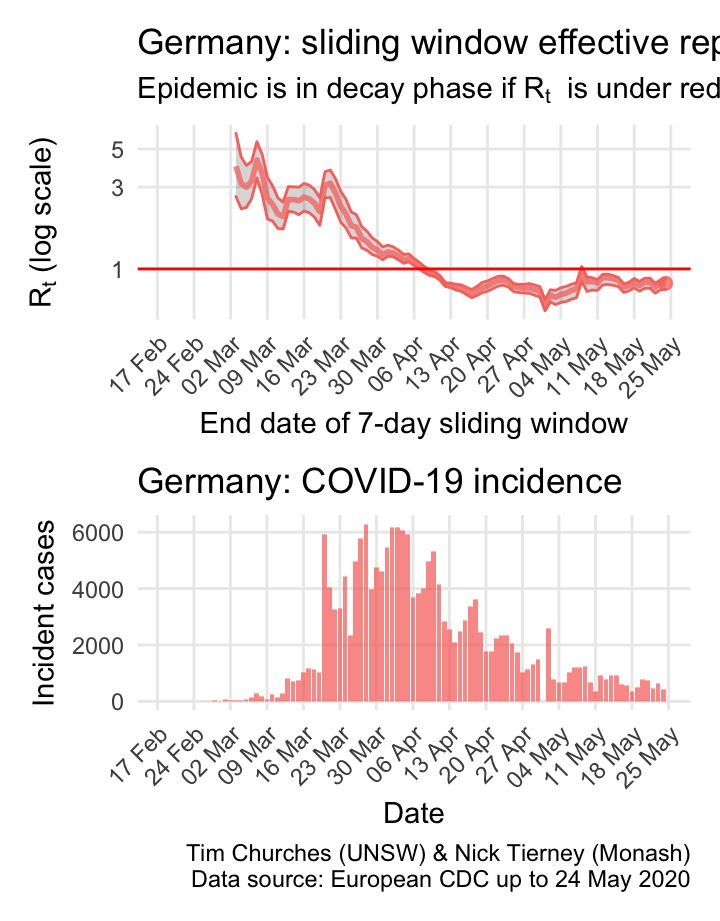 Germany: sliding window effective rep
Epidemic is in decay phase if Rt is under red
Rt (log scale)
5
3
1
17 Feb
24 Feb
02 Mar
09 Mar
16 Mar
23 Mar
30 Mar
06 Apr
13 Apr
20 Apr
27 Apr
04 May
11 May
18 May
25 May
End date of 7-day sliding window
Germany: COVID-19 incidence
Incident cases
6000
4000
2000
0
17 Feb
24 Feb
02 Mar
09 Mar
16 Mar
23 Mar
30 Mar
06 Apr
13 Apr
20 Apr
27 Apr
04 May
11 May
18 May
25 May
Date
Tim Churches (UNSW) & Nick Tierney (Monash)
Data source: European CDC up to 24 May 2020